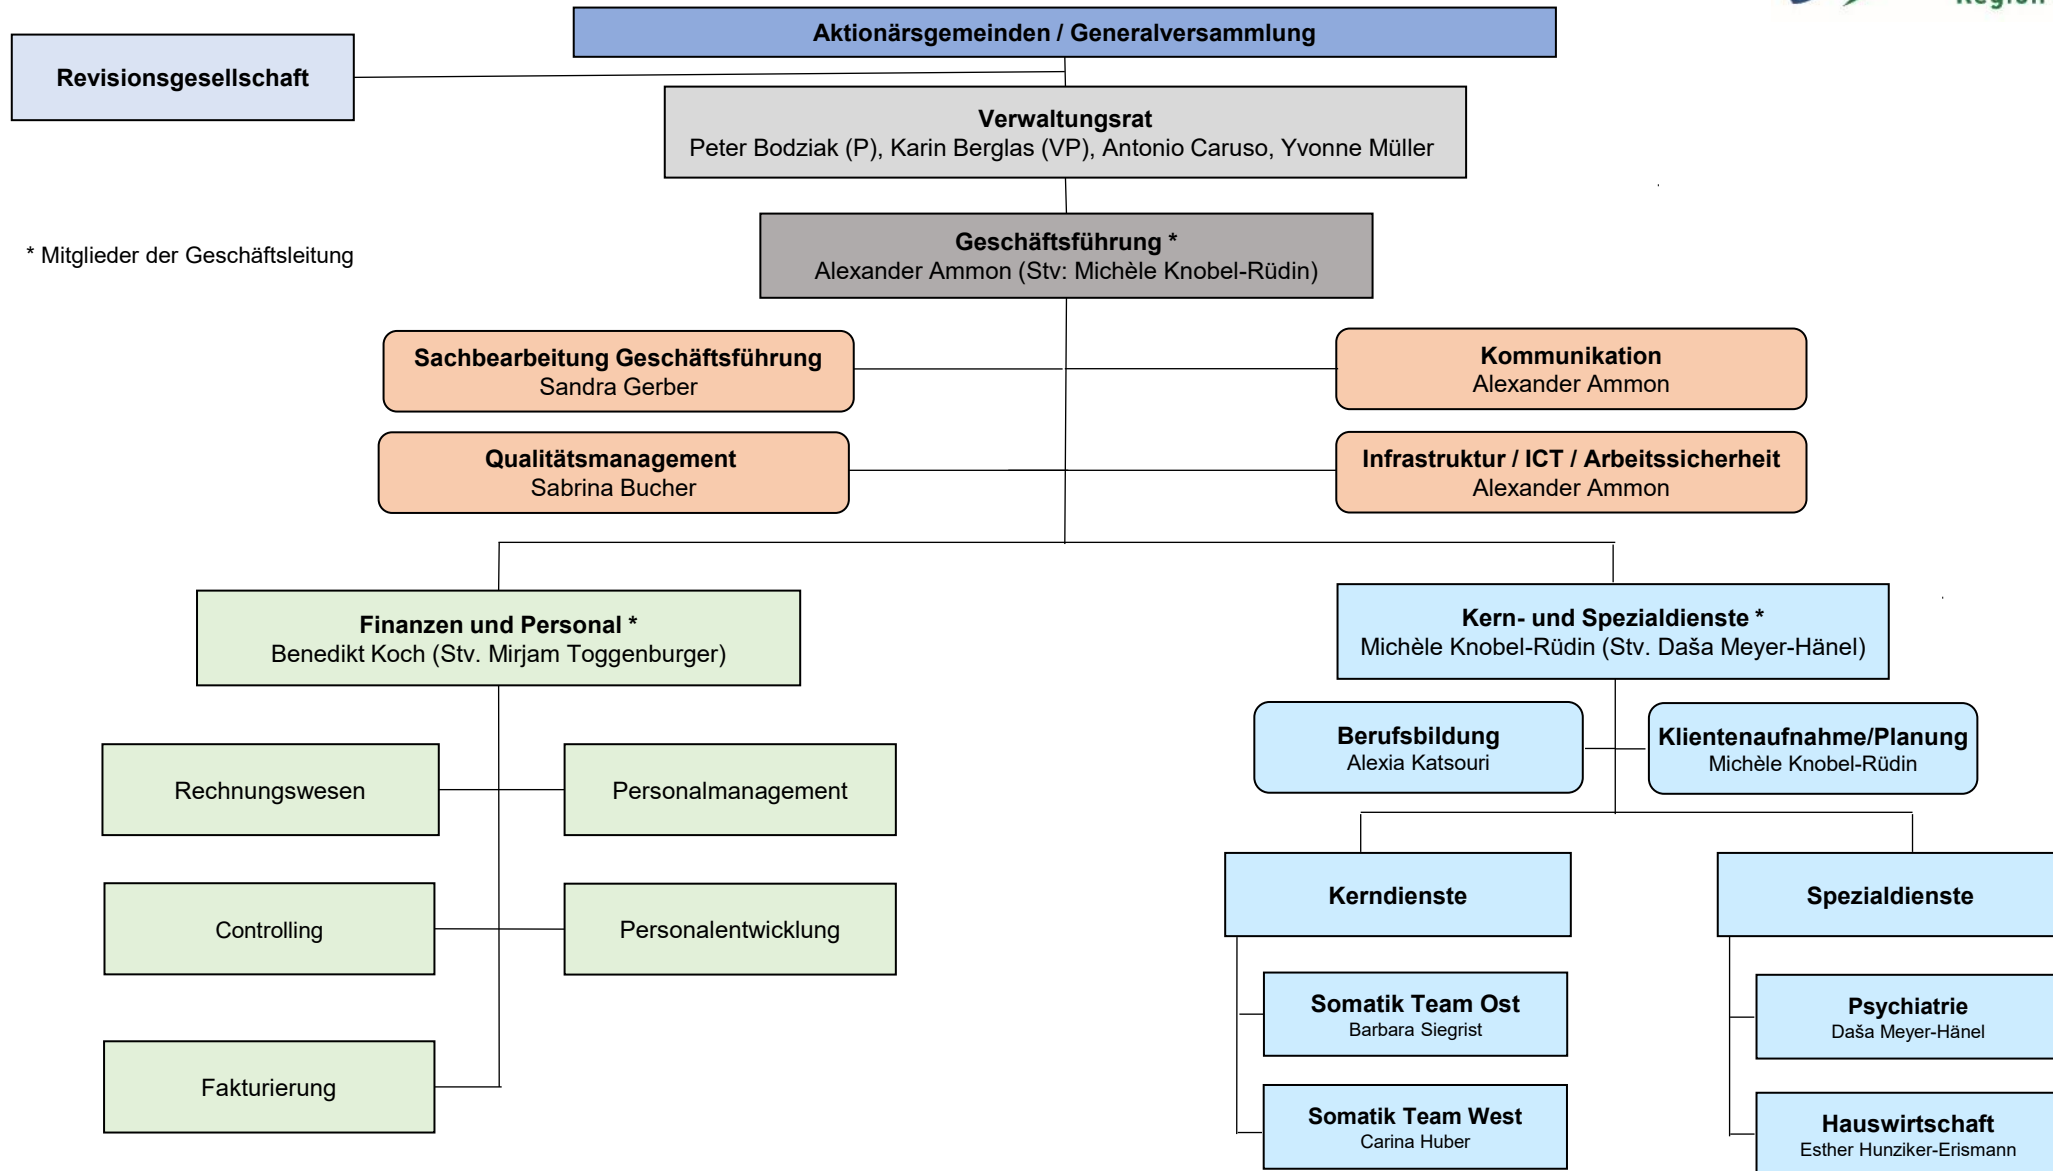 Region
Aktionärsgemeinden / Generalversammlung
Revisionsgesellschaft
Verwaltungsrat
Peter Bodziak (P), Karin Berglas (VP), Antonio Caruso, Yvonne Müller
* Mitglieder der Geschäftsleitung
Geschäftsführung *
Alexander Ammon (Stv: Michèle Knobel-Rüdin)
Sachbearbeitung Geschäftsführung
Sandra Gerber
Kommunikation
Alexander Ammon
Qualitätsmanagement
Sabrina Bucher
Infrastruktur / ICT / Arbeitssicherheit
Alexander Ammon
Finanzen und Personal *
Benedikt Koch (Stv. Mirjam Toggenburger)
Kern- und Spezialdienste *
Michèle Knobel-Rüdin (Stv. Daša Meyer-Hänel)
Berufsbildung
Alexia Katsouri
Klientenaufnahme/Planung
Michèle Knobel-Rüdin
Rechnungswesen
Personalmanagement
Controlling
Personalentwicklung
Fakturierung
Kerndienste
Spezialdienste
Somatik Team Ost
Barbara Siegrist
Psychiatrie
Daša Meyer-Hänel
Somatik Team West
Carina Huber
Hauswirtschaft
Esther Hunziker-Erismann